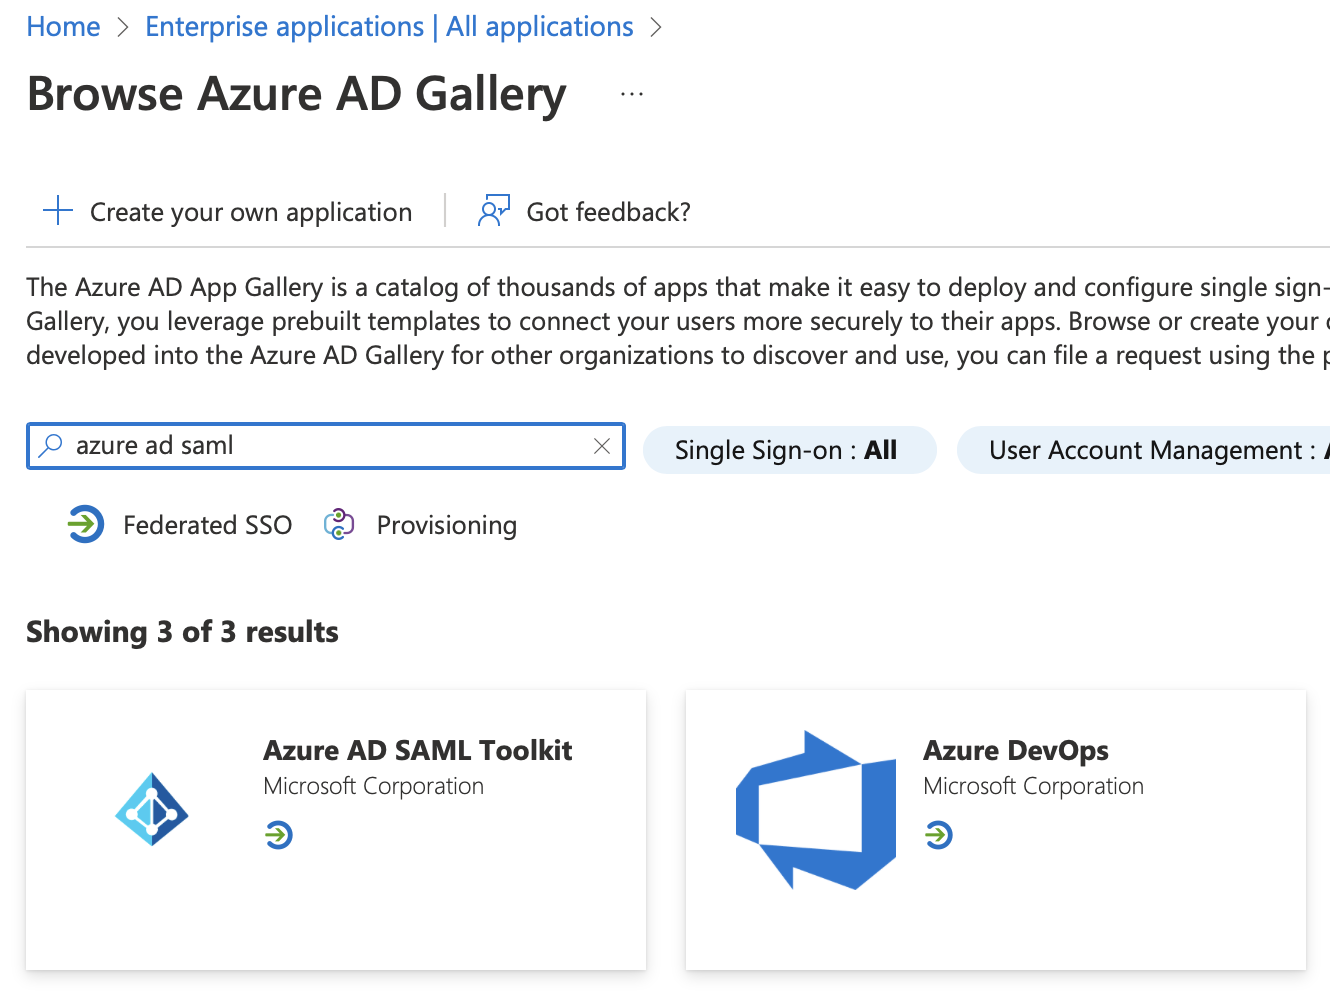 Home > Enterprise applications | All applications >
Browse Azure AD Gallery ...
Create your own application | Got feedback?
The Azure AD App Gallery is a catalog of thousands of apps that make it easy to deploy and configure single sign-
Gallery, you leverage prebuilt templates to connect your users more securely to their apps. Browse or create your
developed into the Azure AD Gallery for other organizations to discover and use, you can file a request using the
azure ad saml
Single Sign-on : All
User Account Management :
Federated SSO
Provisioning
Showing 3 of 3 results
Azure AD SAML Toolkit
Microsoft Corporation
Azure DevOps
Microsoft Corporation